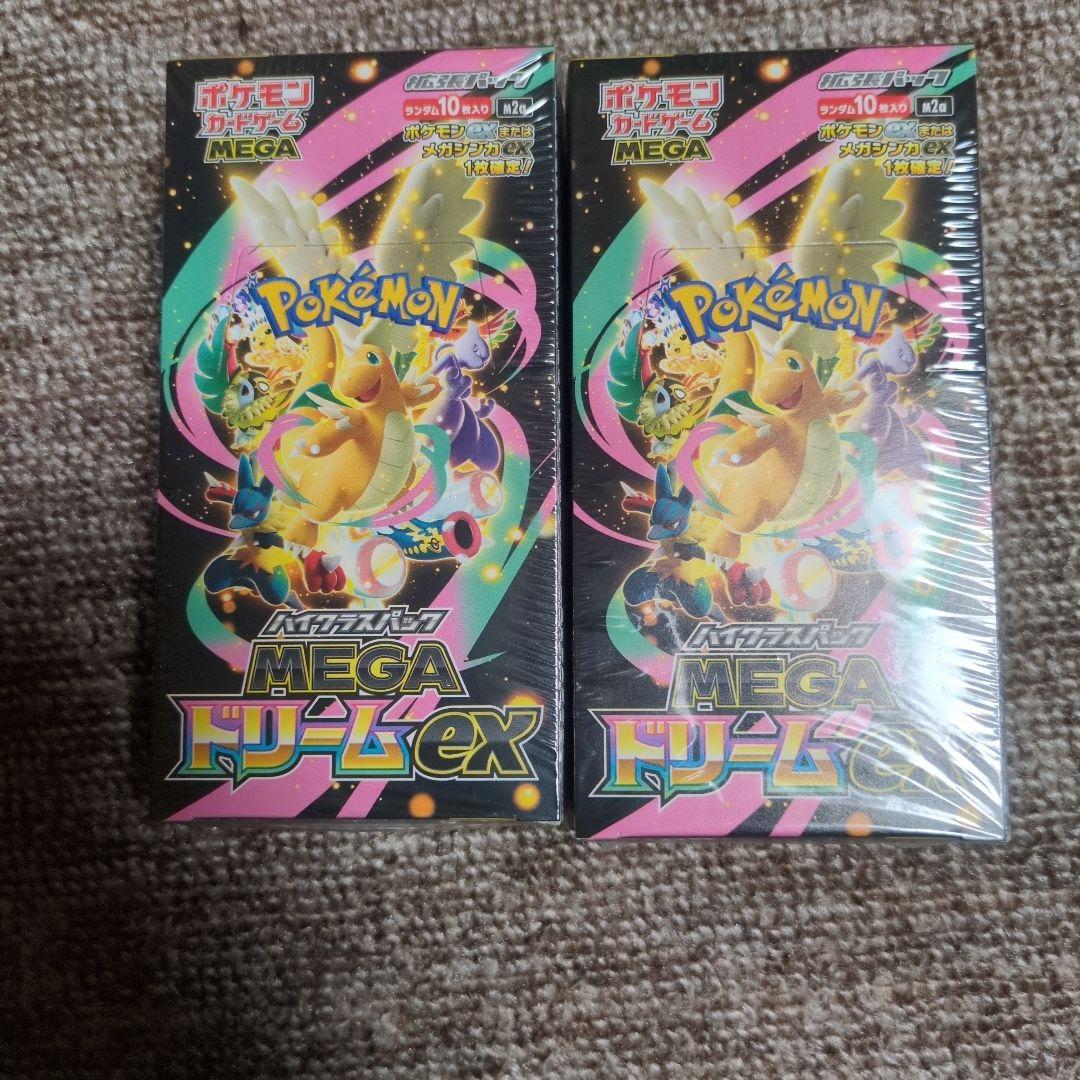 拡張パック
ポケモン
カードゲーム
MEGA
ランダム10枚入り M2a
ポケモンexまたは
メガシンカex
1枚確定!
POKéMON
TM
ハイクラスパック
MEGA
ドリームex
拡張パック
ポケモン
カードゲーム
MEGA
ランダム10枚入り M2a
ポケモンexまたは
メガシンカex
1枚確定!
POKéMON
ハイクラスパック
MEGA
ドリームex